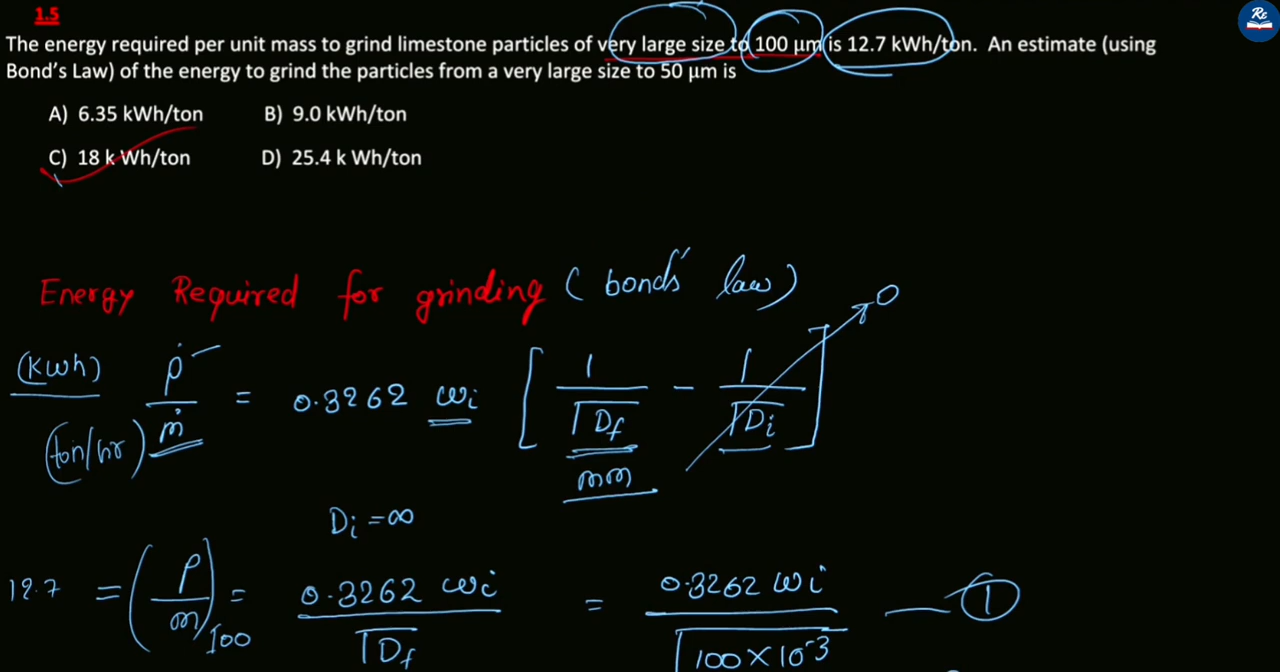 1.5
The energy required per unit mass to grind limestone particles of very large size to 100 μm is 12.7 kWh/ton. An estimate (using
Bond's Law) of the energy to grind the particles from a very large size to 50 μm is
A) 6.35 kWh/ton B) 9.0 kWh/ton
C) 18 k Wh/ton D) 25.4 k Wh/ton
Energy Required for grinding (bonds' law)
(kwh) / (ton/hr) ṗ / ṁ = 0.3262 wi [ 1 / √Df - 1 / √Di ] → 0
mm
Di = ∞
12.7 = (P / m)100 = 0.3262 wi / √Df = 0.3262 wi / √100 × 10^-3 — ①
Re